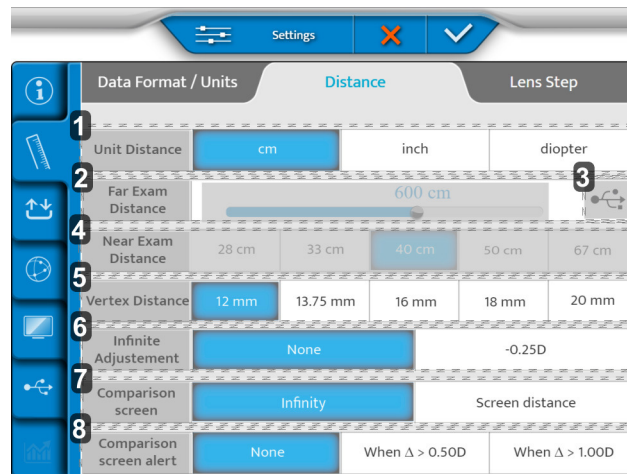 Settings
Data Format / Units Distance Lens Step
1
Unit Distance cm inch diopter
2 3
Far Exam
Distance
600 cm
4
Near Exam
Distance
28 cm 33 cm 40 cm 50 cm 67 cm
5
Vertex Distance 12 mm 13.75 mm 16 mm 18 mm 20 mm
6
Infinite
Adjustement
None -0.25D
7
Comparison
screen
Infinity Screen distance
8
Comparison
screen alert
None When Δ > 0.50D When Δ > 1.00D